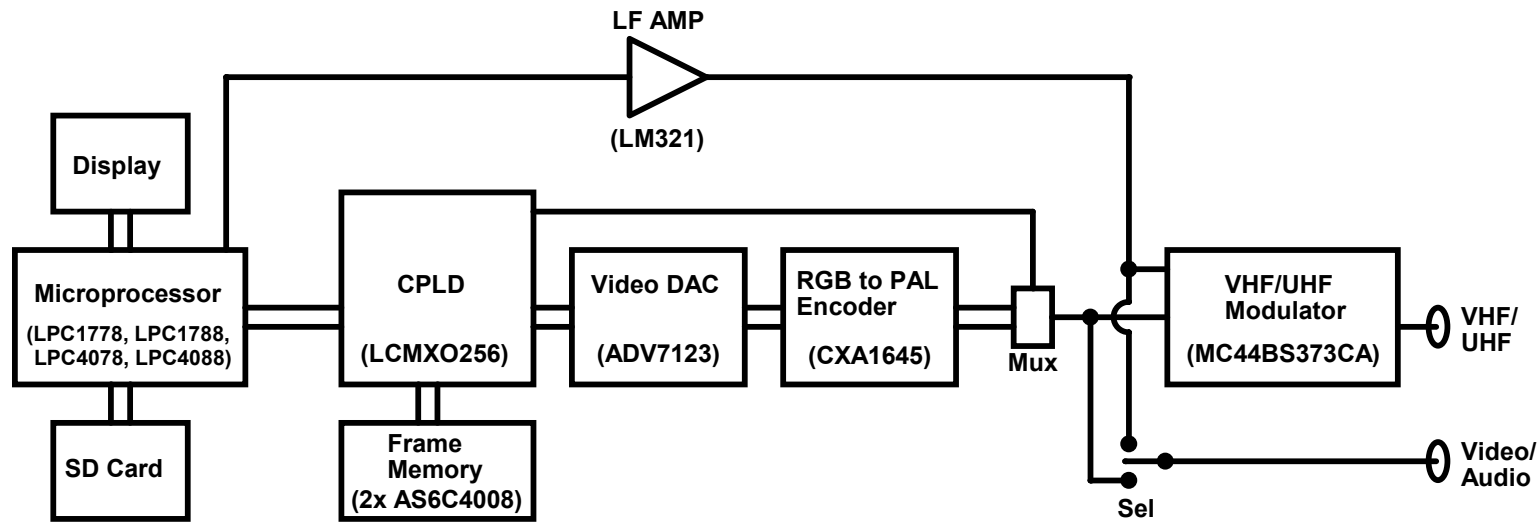 LF AMP
(LM321)
Display
Microprocessor
(LPC1778, LPC1788,
LPC4078, LPC4088)
SD Card
CPLD
(LCMXO256)
Frame
Memory
(2x AS6C4008)
Video DAC
(ADV7123)
RGB to PAL
Encoder
(CXA1645)
Mux
VHF/UHF
Modulator
(MC44BS373CA)
VHF/
UHF
Sel
Video/
Audio